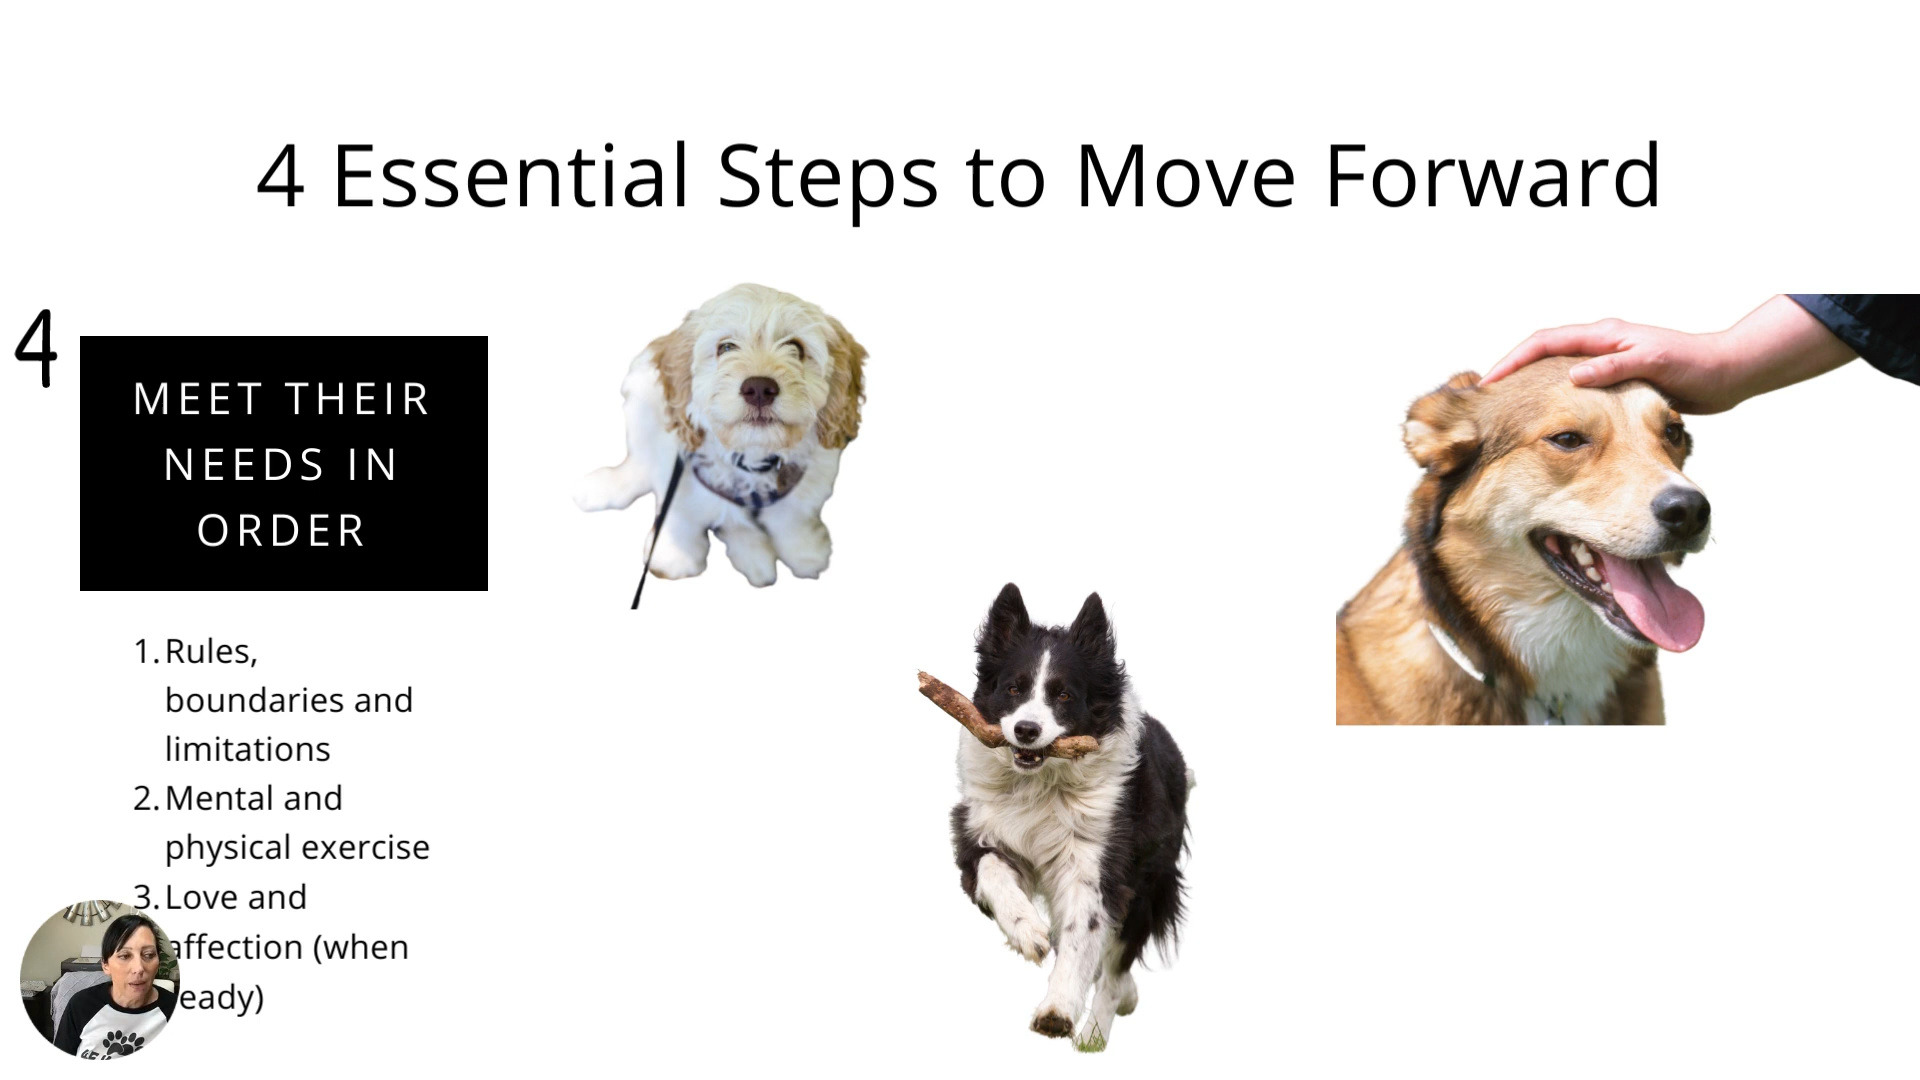 4 Essential Steps to Move Forward
4
MEET THEIR
NEEDS IN
ORDER
1. Rules,
boundaries and
limitations
2. Mental and
physical exercise
3. Love and
affection (when
eady)